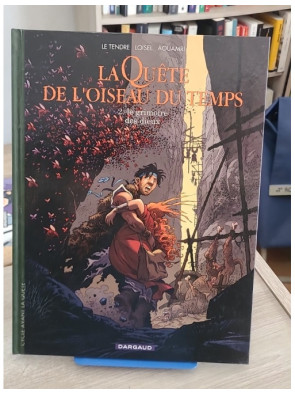 LE TENDRE LOISEL AOUAMRI
LA QUÊTE
DE L'OISEAU DU TEMPS
2. le grimoire
des dieux
DARGAUD